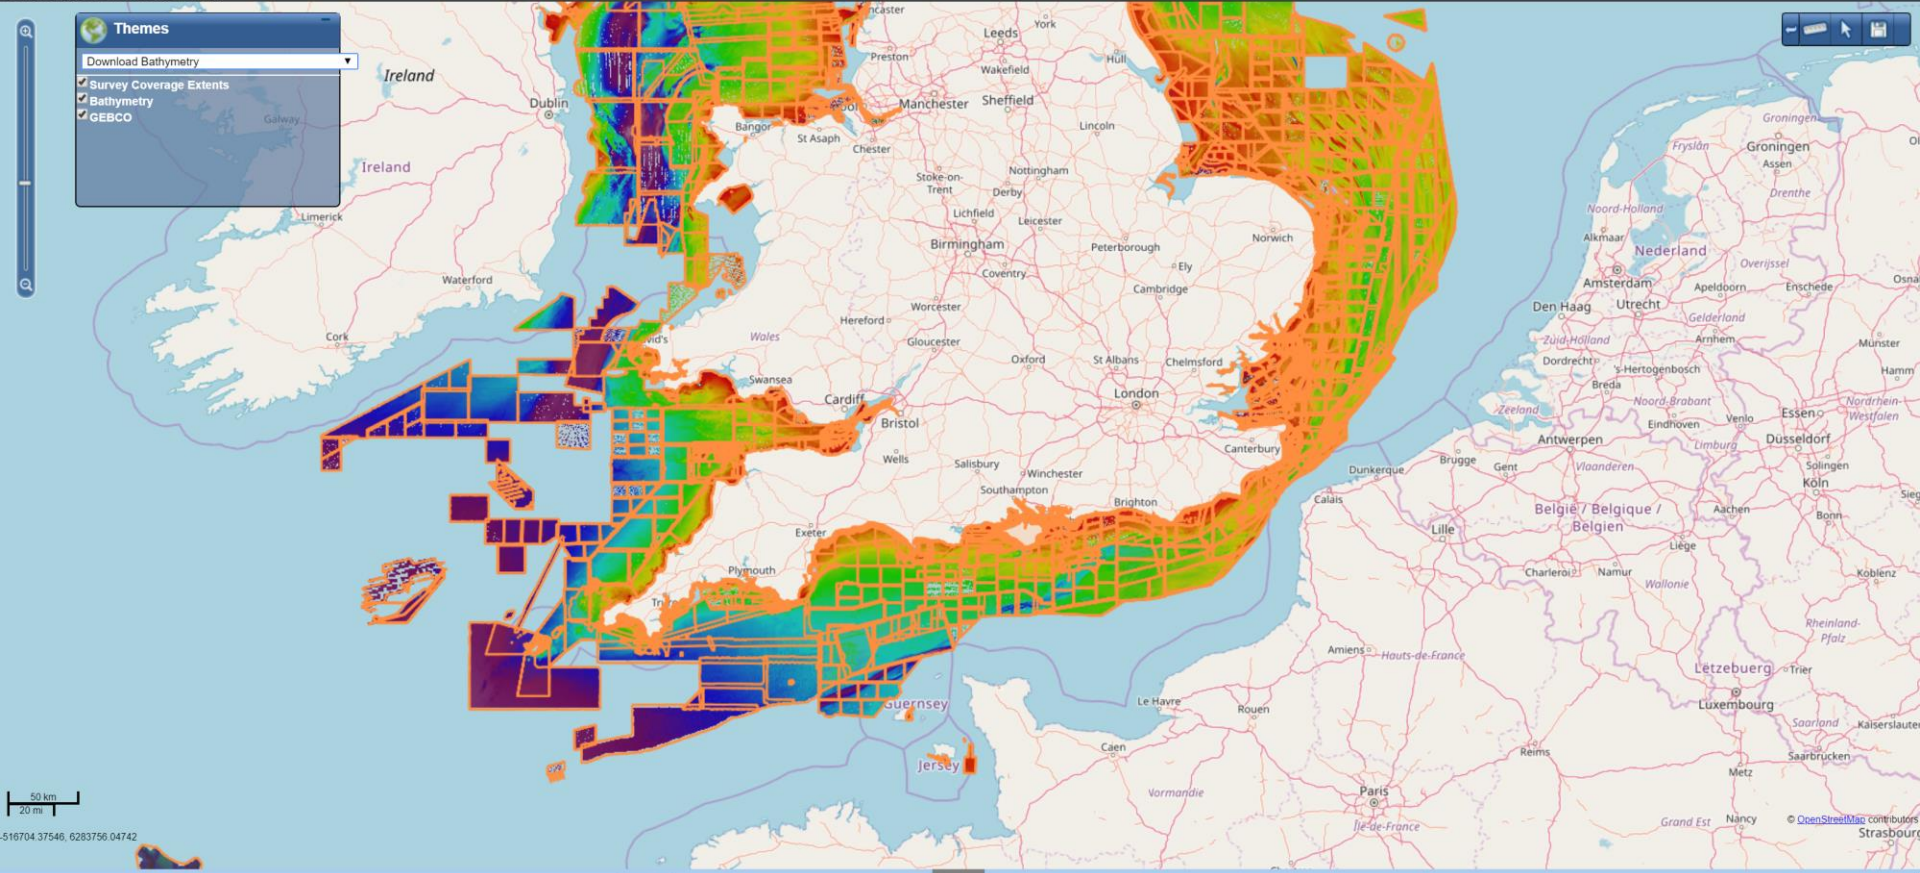 Themes
Download Bathymetry
Survey Coverage Extents
Bathymetry
GEBCO
Ireland
Dublin
Galway
Ireland
Limerick
Waterford
Cork
York
Leeds
Preston
Hull
Wakefield
Manchester
Sheffield
Bangor
St Asaph
Chester
Lincoln
Stoke-on-
Trent
Nottingham
Derby
Lichfield
Leicester
Birmingham
Peterborough
Norwich
Coventry
Ely
Cambridge
Worcester
Hereford
Wales
Gloucester
Oxford
St Albans
Chelmsford
Swansea
Cardiff
London
Bristol
Wells
Salisbury
Winchester
Canterbury
Southampton
Brighton
Exeter
Plymouth
Guernsey
Jersey
Groningen
Groningen
Fryslân
Assen
Drenthe
Noord-Holland
Alkmaar
Nederland
Overijssel
Amsterdam
Apeldoorn
Enschede
Den Haag
Utrecht
Gelderland
Zuid-Holland
Arnhem
Münster
Dordrecht
's-Hertogenbosch
Hamm
Breda
Zeeland
Noord-Brabant
Nordrhein-
Westfalen
Venlo
Essen
Eindhoven
Antwerpen
Limburg
Düsseldorf
Dunkerque
Brugge
Gent
Vlaanderen
Solingen
Köln
Calais
België / Belgique /
Belgien
Aachen
Bonn
Lille
Liège
Charleroi
Namur
Wallonie
Koblenz
Rheinland-
Pfalz
Amiens
Hauts-de-France
Lëtzebuerg
Trier
Luxembourg
Le Havre
Rouen
Saarland
Saarbrücken
Caen
Reims
Metz
Normandie
Paris
Île-de-France
Grand Est
Nancy
© OpenStreetMap contributors
50 km
20 mi
-516704.37546, 6283756.04742